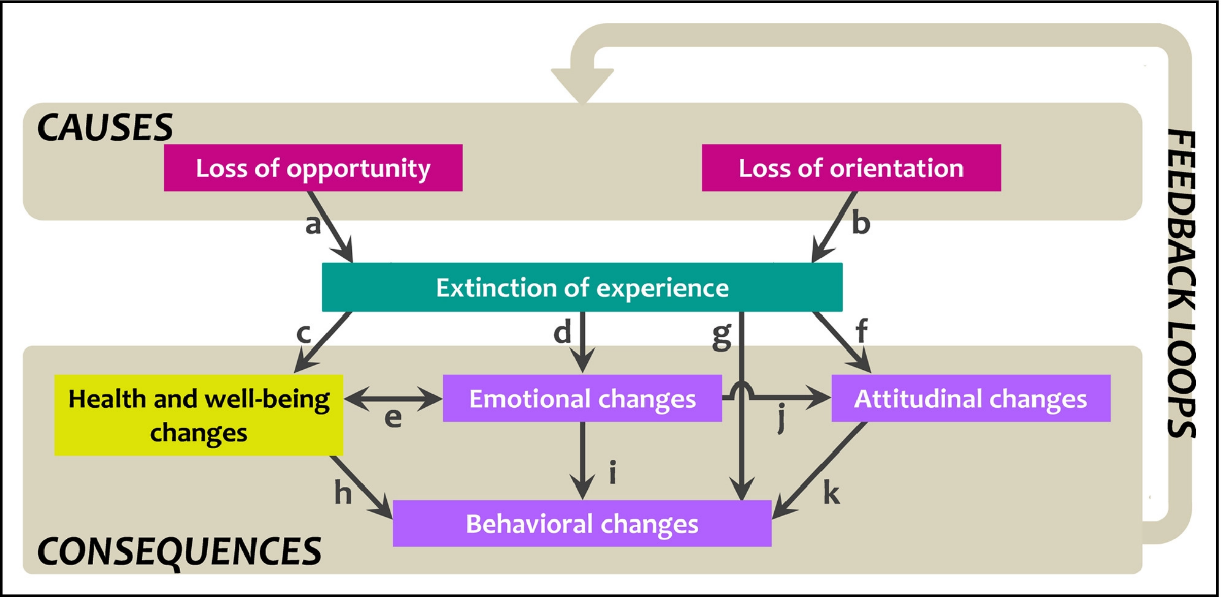 CAUSES
Loss of opportunity
Loss of orientation
a
b
Extinction of experience
c
d
g
f
Health and well-being
changes
e
Emotional changes
j
Attitudinal changes
h
i
k
Behavioral changes
CONSEQUENCES
FEEDBACK LOOPS